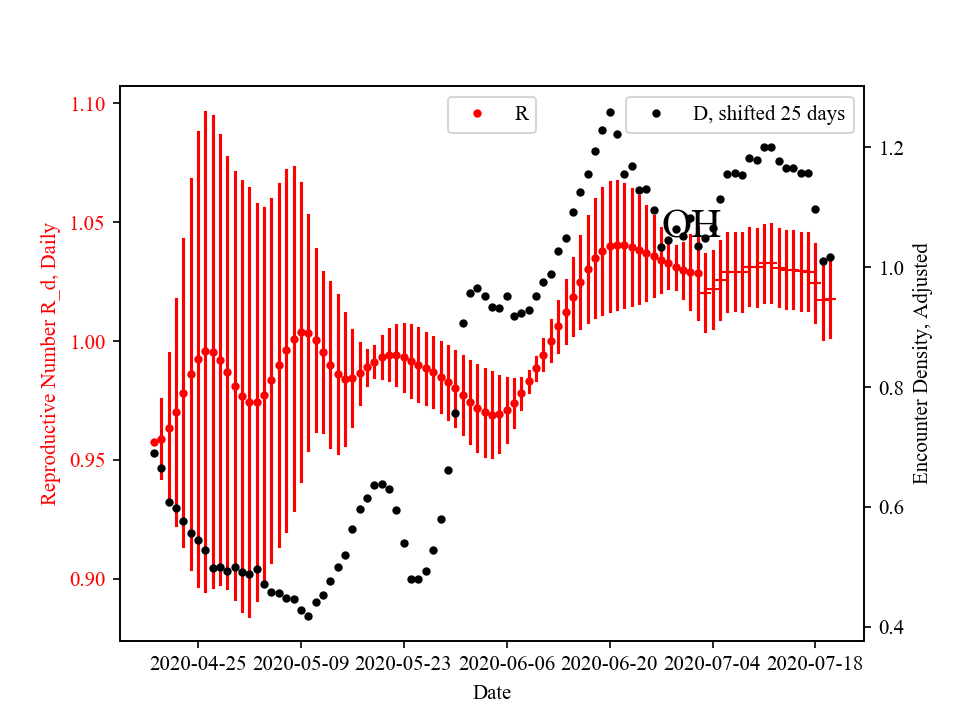 R
D, shifted 25 days
OH
Reproductive Number R_d, Daily
1.10
1.05
1.00
0.95
0.90
1.2
1.0
0.8
0.6
0.4
Encounter Density, Adjusted
2020-04-25 2020-05-09 2020-05-23 2020-06-06 2020-06-20 2020-07-04 2020-07-18
Date